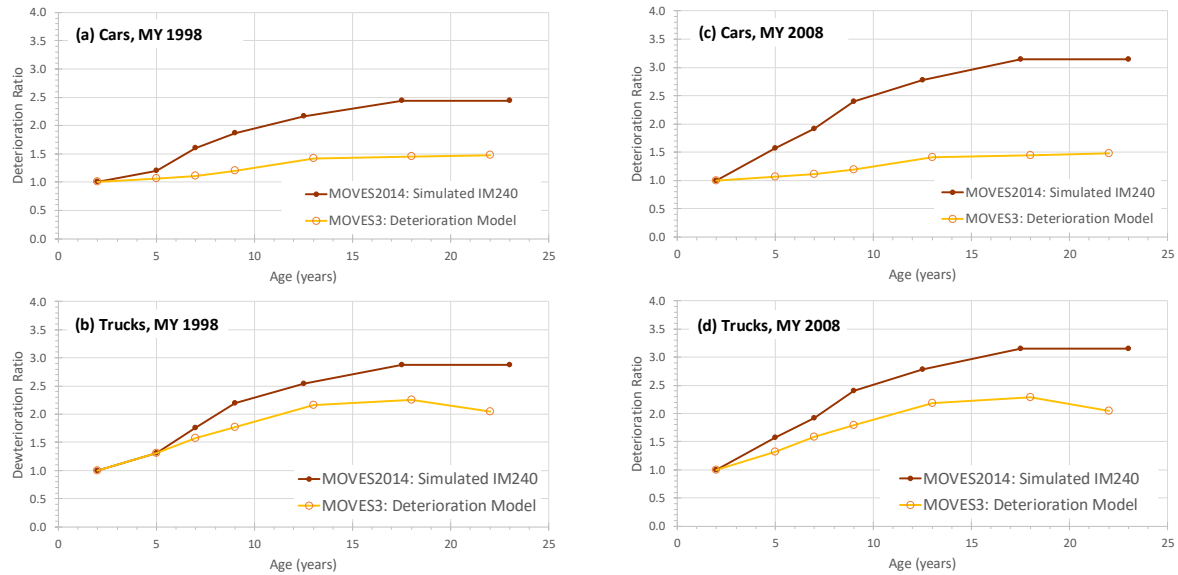 (a) Cars, MY 1998
Deterioration Ratio
4.0
3.5
3.0
2.5
2.0
1.5
1.0
0.5
0.0
MOVES2014: Simulated IM240
MOVES3: Deterioration Model
0 5 10 15 20 25
Age (years)
(b) Trucks, MY 1998
Dewterioration Ratio
4.0
3.5
3.0
2.5
2.0
1.5
1.0
0.5
0.0
MOVES2014: Simulated IM240
MOVES3: Deterioration Model
0 5 10 15 20 25
Age (years)
(c) Cars, MY 2008
Deterioration Ratio
4.0
3.5
3.0
2.5
2.0
1.5
1.0
0.5
0.0
MOVES2014: Simulated IM240
MOVES3: Deterioration Model
0 5 10 15 20 25
Age (years)
(d) Trucks, MY 2008
Deterioration Ratio
4.0
3.5
3.0
2.5
2.0
1.5
1.0
0.5
0.0
MOVES2014: Simulated IM240
MOVES3: Deterioration Model
0 5 10 15 20 25
Age (years)